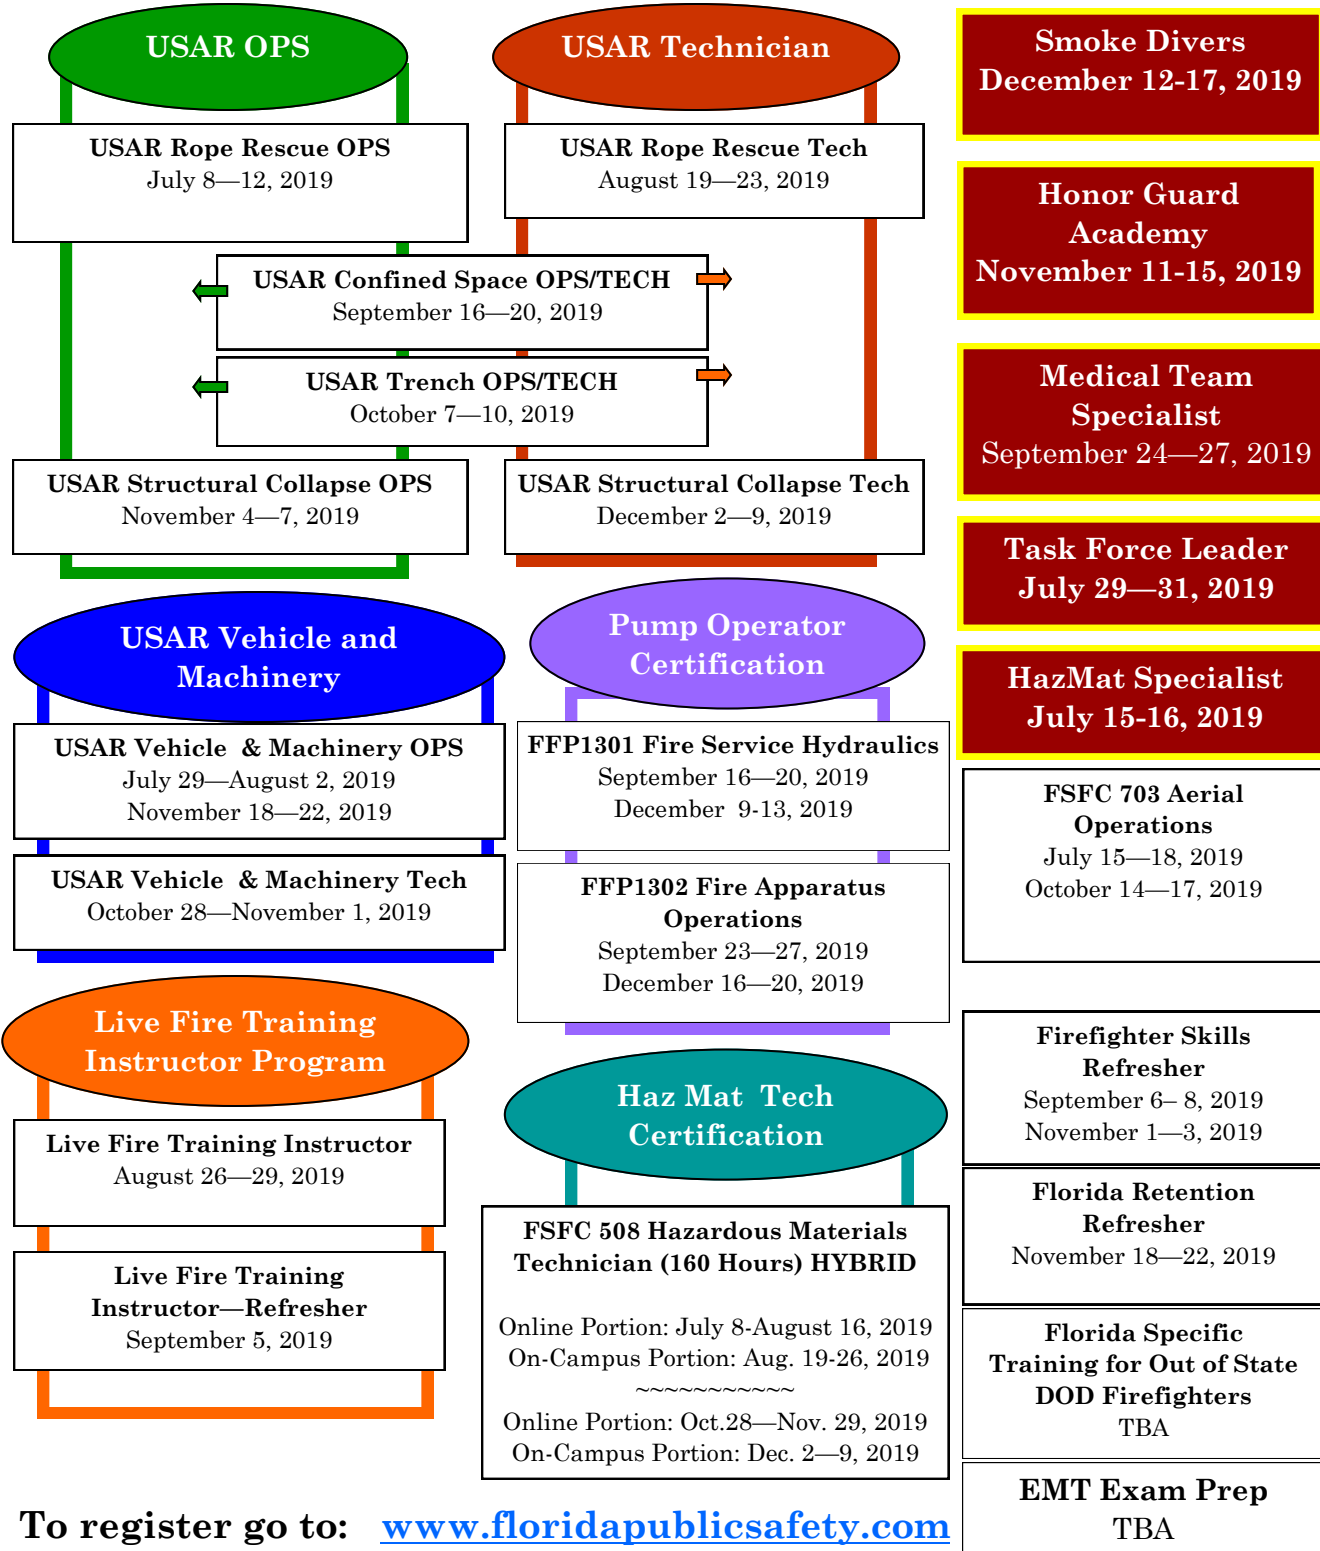 USAR OPS
USAR Rope Rescue OPS
July 8—12, 2019
USAR Technician
USAR Rope Rescue Tech
August 19—23, 2019
USAR Confined Space OPS/TECH
September 16—20, 2019
USAR Trench OPS/TECH
October 7—10, 2019
USAR Structural Collapse OPS
November 4—7, 2019
USAR Structural Collapse Tech
December 2—9, 2019
USAR Vehicle and
Machinery
USAR Vehicle & Machinery OPS
July 29—August 2, 2019
November 18—22, 2019
USAR Vehicle & Machinery Tech
October 28—November 1, 2019
Pump Operator
Certification
FFP1301 Fire Service Hydraulics
September 16—20, 2019
December 9-13, 2019
FFP1302 Fire Apparatus
Operations
September 23—27, 2019
December 16—20, 2019
Live Fire Training
Instructor Program
Live Fire Training Instructor
August 26—29, 2019
Live Fire Training
Instructor—Refresher
September 5, 2019
Haz Mat Tech
Certification
FSFC 508 Hazardous Materials
Technician (160 Hours) HYBRID
Online Portion: July 8-August 16, 2019
On-Campus Portion: Aug. 19-26, 2019
~~~~~~~~~~~
Online Portion: Oct.28—Nov. 29, 2019
On-Campus Portion: Dec. 2—9, 2019
Smoke Divers
December 12-17, 2019
Honor Guard
Academy
November 11-15, 2019
Medical Team
Specialist
September 24—27, 2019
Task Force Leader
July 29—31, 2019
HazMat Specialist
July 15-16, 2019
FSFC 703 Aerial
Operations
July 15—18, 2019
October 14—17, 2019
Firefighter Skills
Refresher
September 6– 8, 2019
November 1—3, 2019
Florida Retention
Refresher
November 18—22, 2019
Florida Specific
Training for Out of State
DOD Firefighters
TBA
EMT Exam Prep
TBA
To register go to: www.floridapublicsafety.com